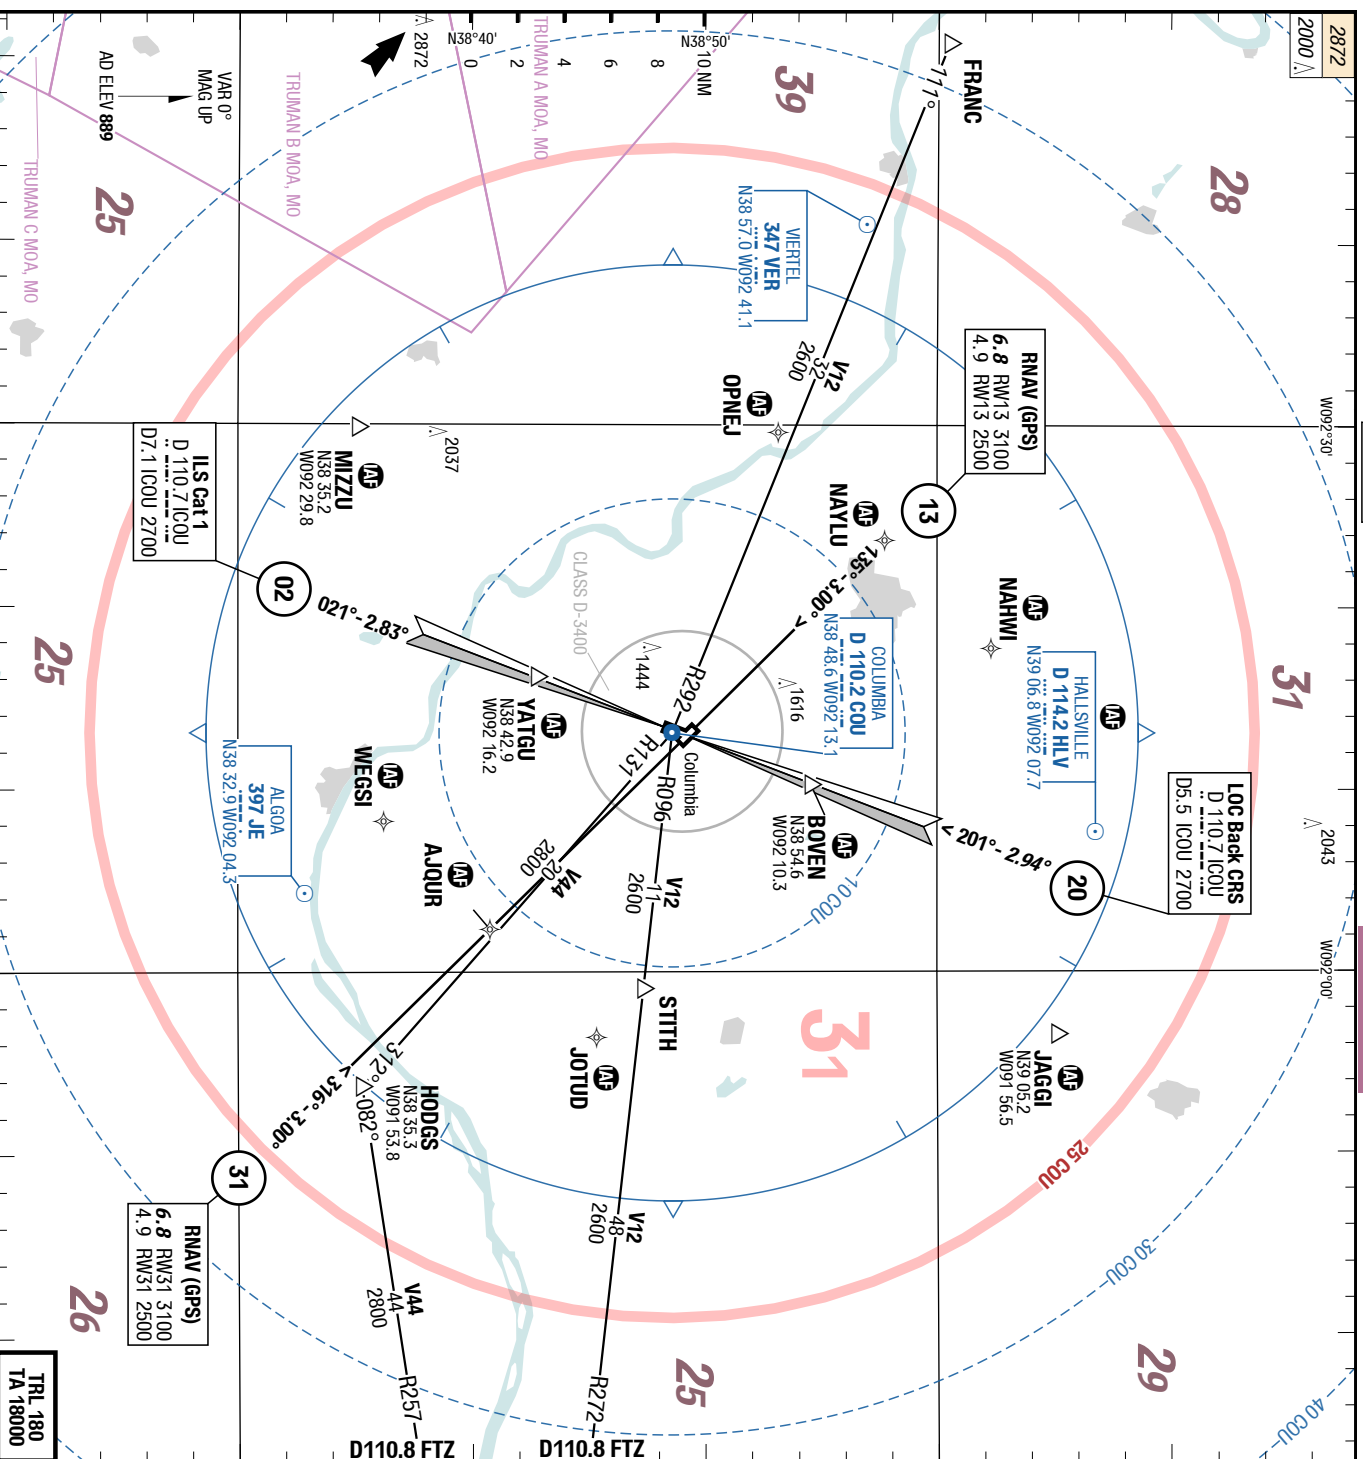 2872
2000
FRANC
111°
N38°40'
N38°50'
2872
0
2
4
6
8
10 NM
TRUMAN A MOA, MO
TRUMAN B MOA, MO
TRUMAN C MOA, MO
VAR 0°
MAG UP
AD ELEV 889
39
28
25
VIERTEL
347 VER
N38 57.0 W092 41.1
V12
32
2600
RNAV (GPS)
6.8 RW13 3100
4.9 RW13 2500
13
W092°30'
IAF
OPNEJ
IAF
NAYLU
IAF
NAHWI
135° - 3.00° >
2037
IAF
MIZZU
N38 35.2
W092 29.8
ILS Cat 1
D 110.7 ICOU
D7.1 ICOU 2700
02
021° - 2.83°
CLASS D-3400
1444
1616
COLUMBIA
D 110.2 COU
N38 48.6 W092 13.1
HALLSVILLE
D 114.2 HLV
N39 06.8 W092 07.7
IAF
31
25
R292
R131
R096
Columbia
IAF
YATGU
N38 42.9
W092 16.2
IAF
WEGSI
ALGOA
397 JE
N38 32.9 W092 04.3
IAF
AJQUR
V44
20
2800
V12
11
2600
IAF
BOVEN
N38 54.6
W092 10.3
< 201° - 2.94°
20
LOC Back CRS
D 110.7 ICOU
D5.5 ICOU 2700
2043
10 COU
W092°00'
STITH
IAF
JOTUD
31
IAF
JAGGI
N39 05.2
W091 56.5
25 COU
30 COU
40 COU
312°
HODGS
N38 35.3
W091 53.8
082°
< 316° - 3.00°
31
RNAV (GPS)
6.8 RW31 3100
4.9 RW31 2500
V12
48
2600
V44
44
2800
26
25
29
R257
R272
D110.8 FTZ
D110.8 FTZ
TRL 180
TA 18000